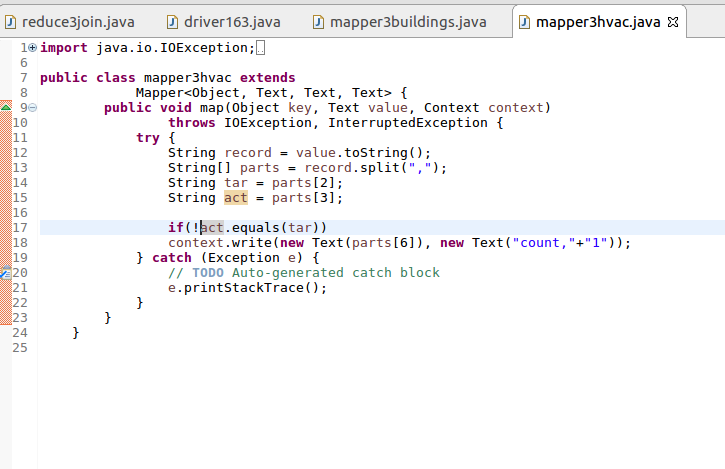 reduce3join.java driver163.java mapper3buildings.java mapper3hvac.java
1 import java.io.IOException;
6
7 public class mapper3hvac extends
8 Mapper<Object, Text, Text, Text> {
9 public void map(Object key, Text value, Context context)
10 throws IOException, InterruptedException {
11 try {
12 String record = value.toString();
13 String[] parts = record.split(",");
14 String tar = parts[2];
15 String act = parts[3];
16
17 if(!act.equals(tar))
18 context.write(new Text(parts[6]), new Text("count,"+"1"));
19 } catch (Exception e) {
20 // TODO Auto-generated catch block
21 e.printStackTrace();
22 }
23 }
24 }
25